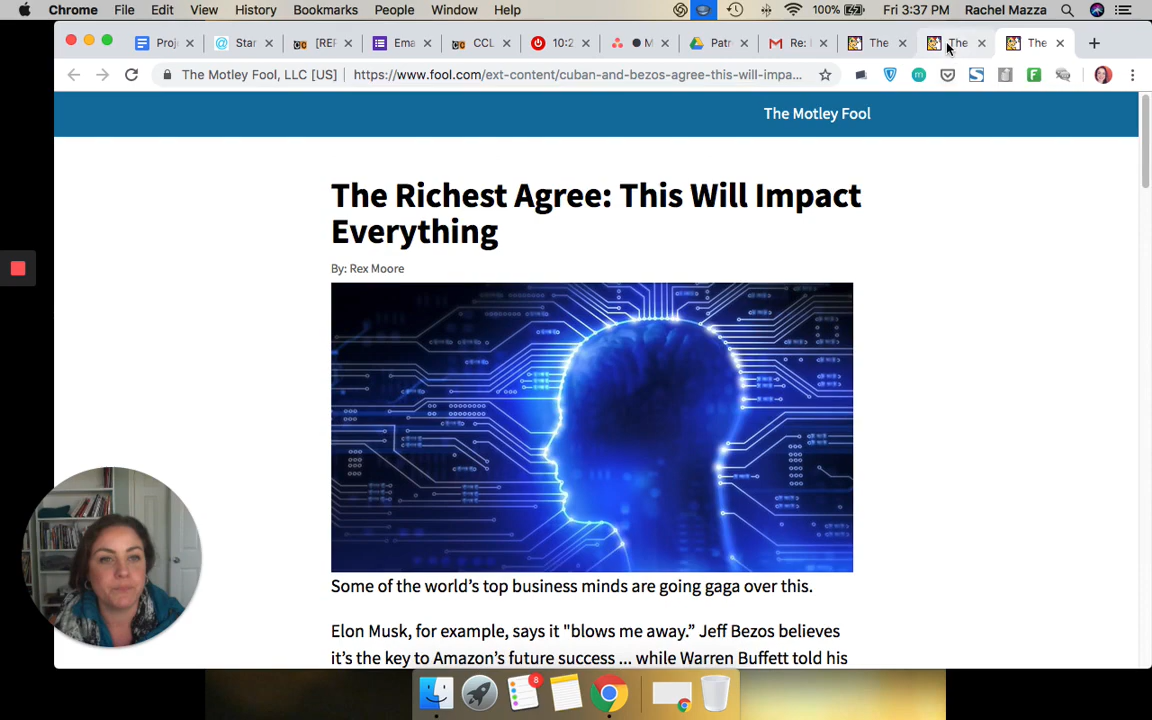 Chrome File Edit View History Bookmarks People Window Help 100% Fri 3:37 PM Rachel Mazza
Proj Star [REF Ema CCL 10:2 M Patr Re: The The The
The Motley Fool, LLC [US] https://www.fool.com/ext-content/cuban-and-bezos-agree-this-will-impa...
The Motley Fool
The Richest Agree: This Will Impact
Everything
By: Rex Moore
Some of the world’s top business minds are going gaga over this.
Elon Musk, for example, says it "blows me away.” Jeff Bezos believes
it’s the key to Amazon’s future success ... while Warren Buffett told his
8